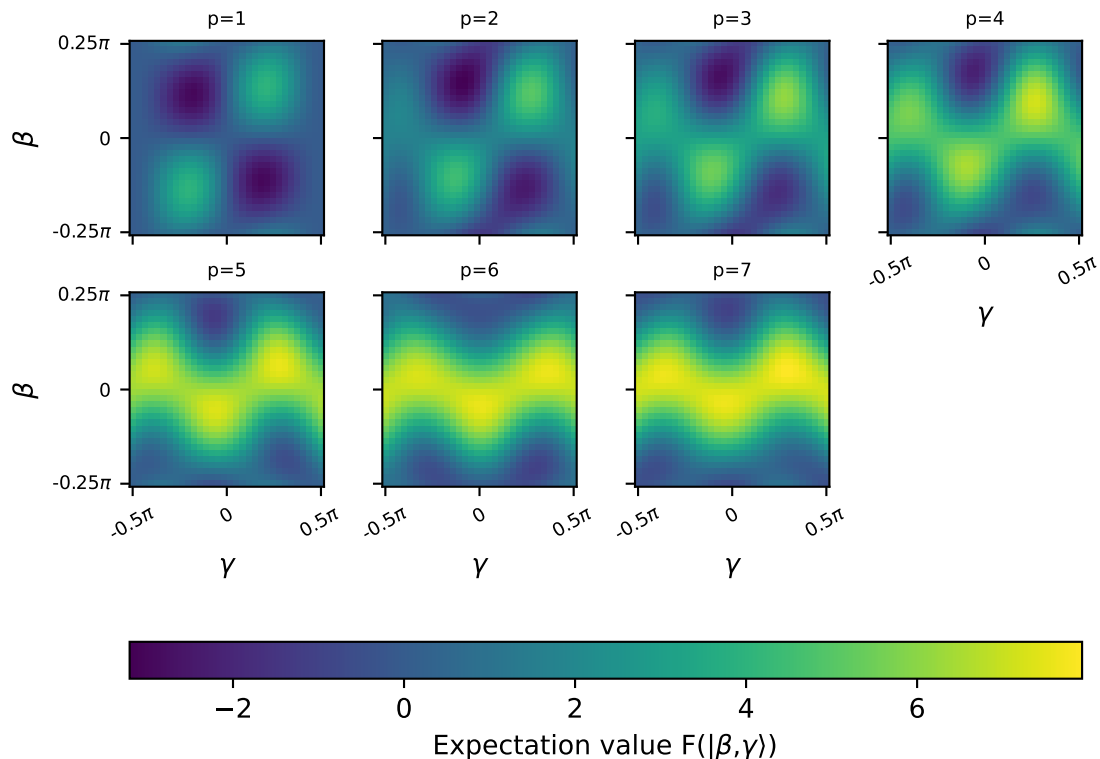 p=1
p=2
p=3
p=4
0.25π
0
-0.25π
β
-0.5π
0
0.5π
γ
p=5
p=6
p=7
0.25π
0
-0.25π
β
-0.5π
0
0.5π
γ
-0.5π
0
0.5π
γ
-0.5π
0
0.5π
γ
−2
0
2
4
6
Expectation value F(|β,γ⟩)